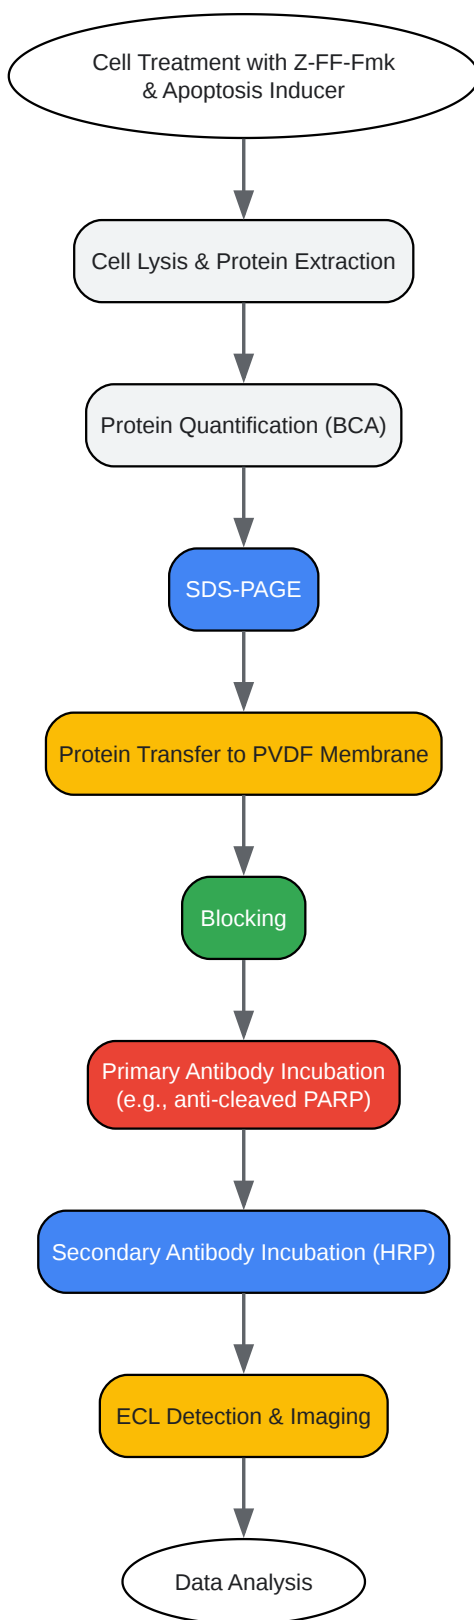 Cell Treatment with Z-FF-Fmk
& Apoptosis Inducer
Cell Lysis & Protein Extraction
Protein Quantification (BCA)
SDS-PAGE
Protein Transfer to PVDF Membrane
Blocking
Primary Antibody Incubation
(e.g., anti-cleaved PARP)
Secondary Antibody Incubation (HRP)
ECL Detection & Imaging
Data Analysis